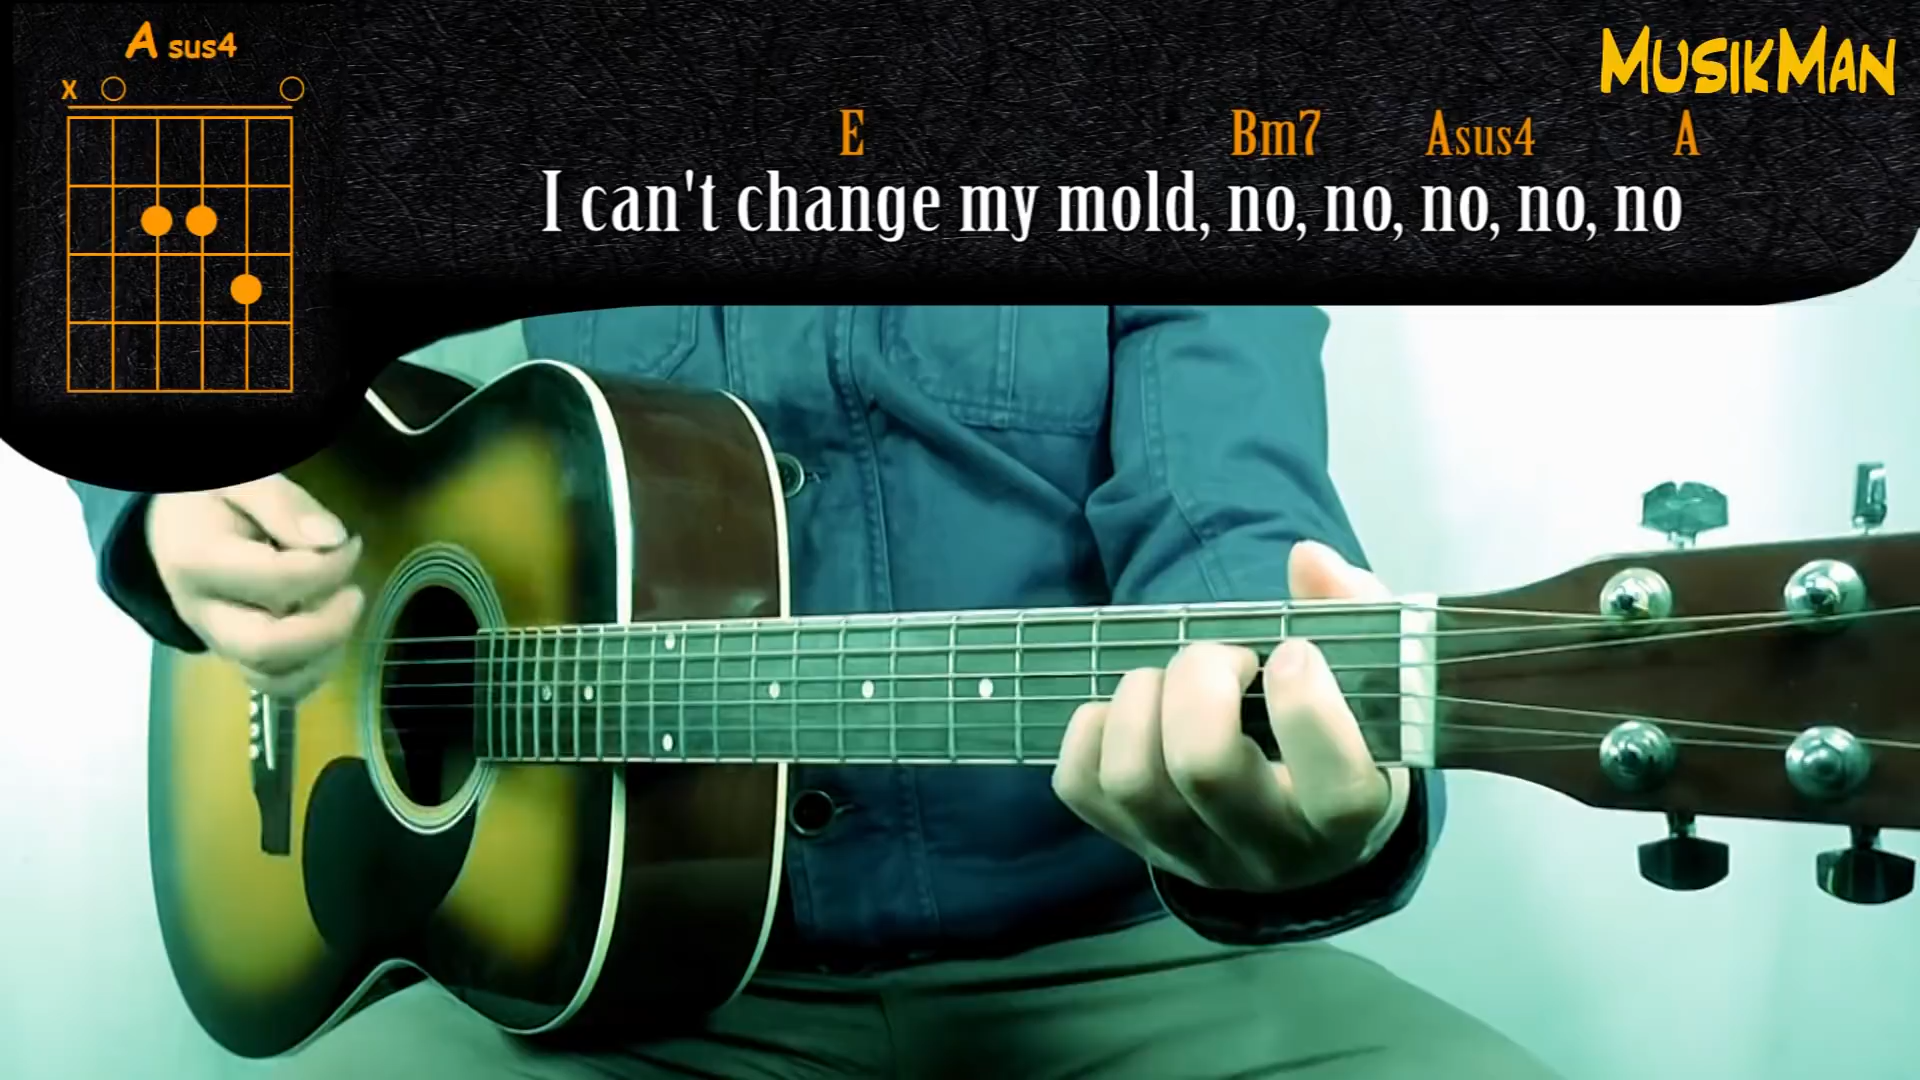 A sus4
x
MUSIKMAN
E Bm7 Asus4 A
I can't change my mold, no, no, no, no, no